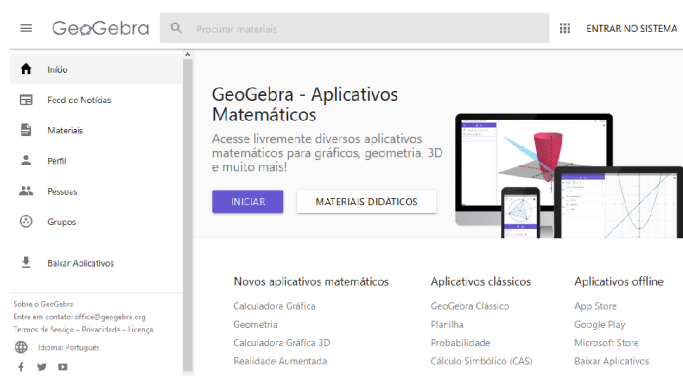 GeoGebra
Procurar materiais
ENTRAR NO SISTEMA
Início
Feed de Notícias
Materiais
Perfil
Pessoas
Grupos
Baixar Aplicativos
Sobre o GeoGebra
Entre em contato: office@geogebra.org
Termos de Serviço – Privacidade – Licença
Idioma: Português
GeoGebra - Aplicativos
Matemáticos
Acesse livremente diversos aplicativos
matemáticos para gráficos, geometria, 3D
e muito mais!
INICIAR
MATERIAIS DIDÁTICOS
Novos aplicativos matemáticos
Calculadora Gráfica
Geometria
Calculadora Gráfica 3D
Realidade Aumentada
Aplicativos clássicos
GeoGebra Clássico
Planilha
Probabilidade
Cálculo Simbólico (CAS)
Aplicativos offline
App Store
Google Play
Microsoft Store
Baixar Aplicativos